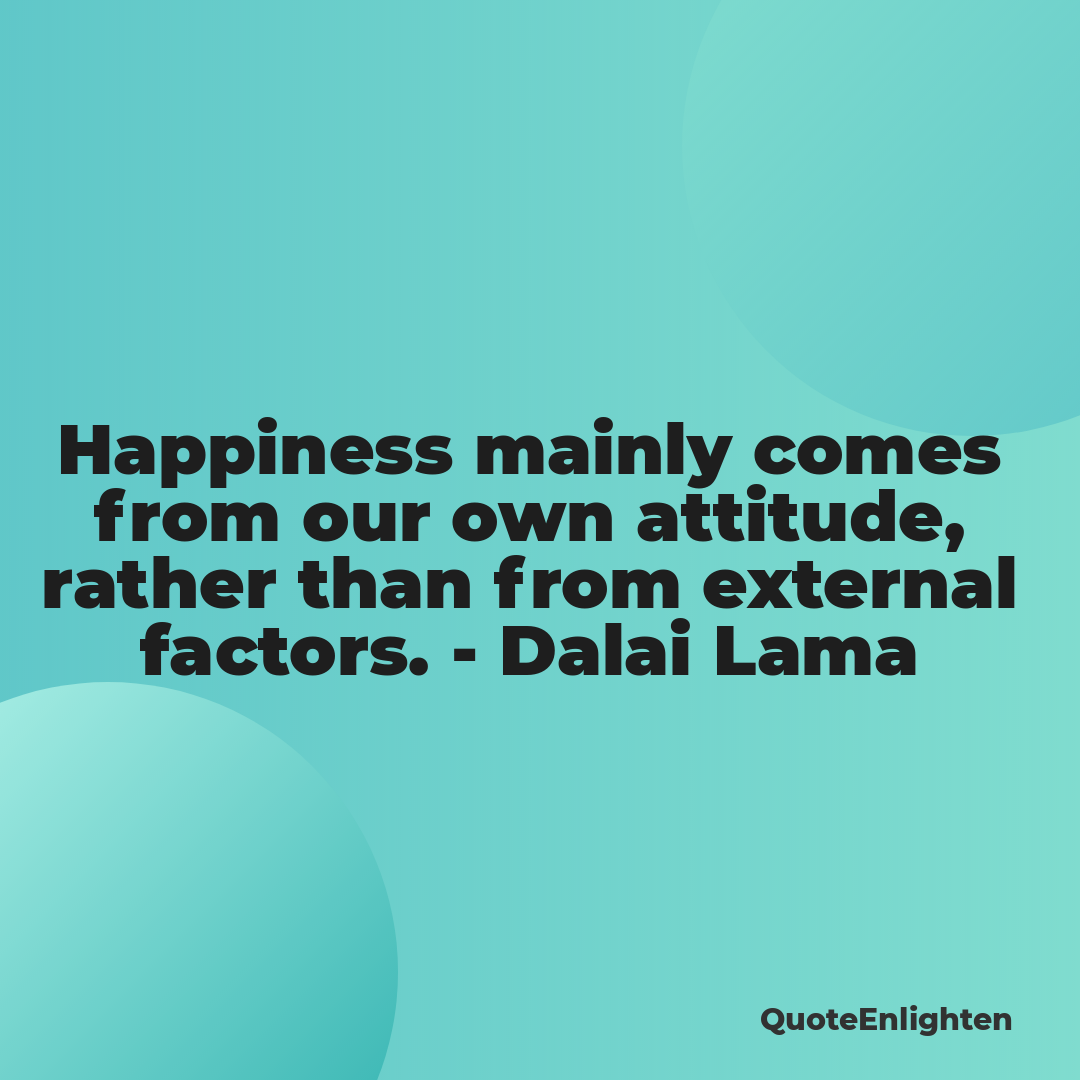 Happiness mainly comes
from our own attitude,
rather than from external
factors. - Dalai Lama
QuoteEnlighten